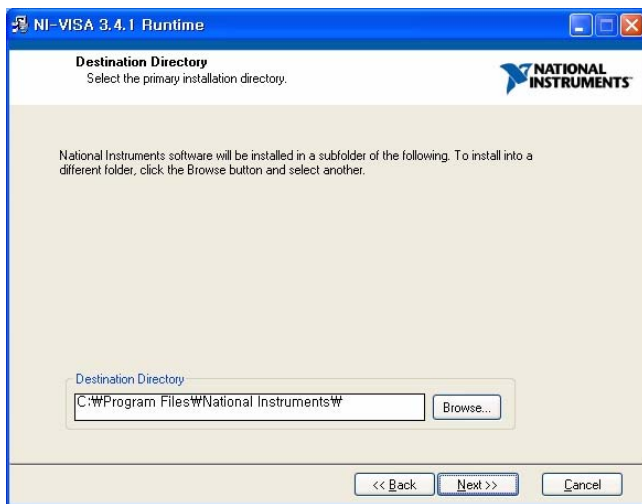 NI-VISA 3.4.1 Runtime
Destination Directory
Select the primary installation directory.
NATIONAL
INSTRUMENTS™
National Instruments software will be installed in a subfolder of the following. To install into a
different folder, click the Browse button and select another.
Destination Directory
C:₩Program Files₩National Instruments₩
Browse...
<< Back
Next >>
Cancel